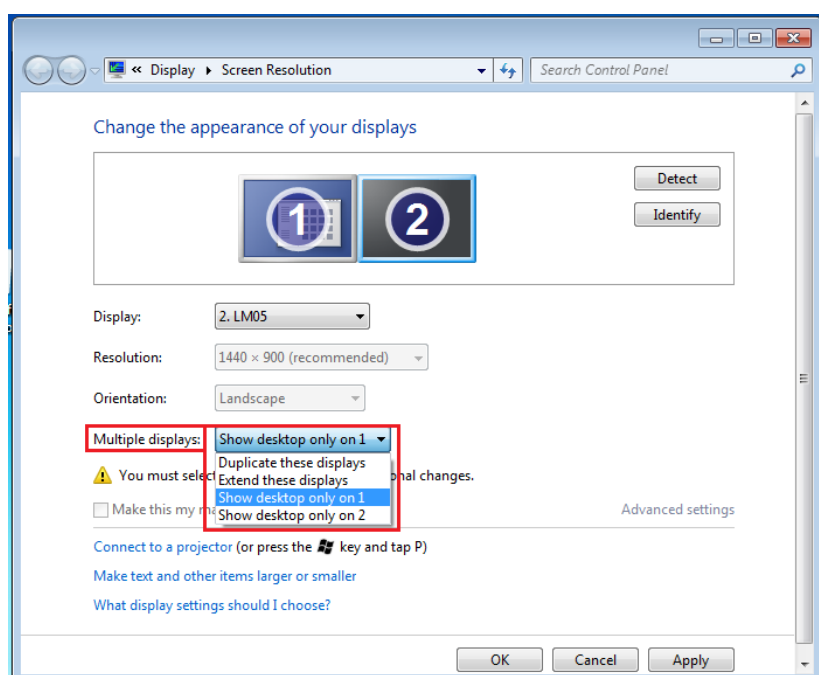 « Display ▸ Screen Resolution Search Control Panel
Change the appearance of your displays
1 2
Detect
Identify
Display: 2. LM05
Resolution: 1440 × 900 (recommended)
Orientation: Landscape
Multiple displays: Show desktop only on 1
Duplicate these displays
You must select nal changes.
Extend these displays
Show desktop only on 1
Make this my Advanced settings
Show desktop only on 2
Connect to a projector (or press the key and tap P)
Make text and other items larger or smaller
What display settings should I choose?
OK Cancel Apply